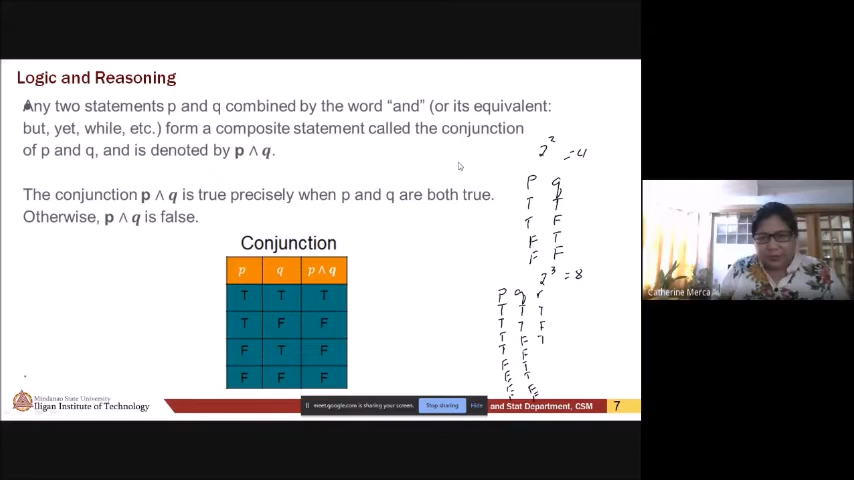 Logic and Reasoning
Any two statements p and q combined by the word “and” (or its equivalent:
but, yet, while, etc.) form a composite statement called the conjunction
of p and q, and is denoted by p ∧ q.
The conjunction p ∧ q is true precisely when p and q are both true.
Otherwise, p ∧ q is false.
Conjunction
p q p ∧ q
T T T
T F F
F T F
F F F
2² = 4
P q
T T
T F
F T
F F
2³ = 8
P q r
T T T
T T F
T F T
T F
F T
F T
F F
F F
Catherine Merca
Mindanao State University
Iligan Institute of Technology
meet.google.com is sharing your screen.
Stop sharing
Hide
and Stat Department, CSM
7